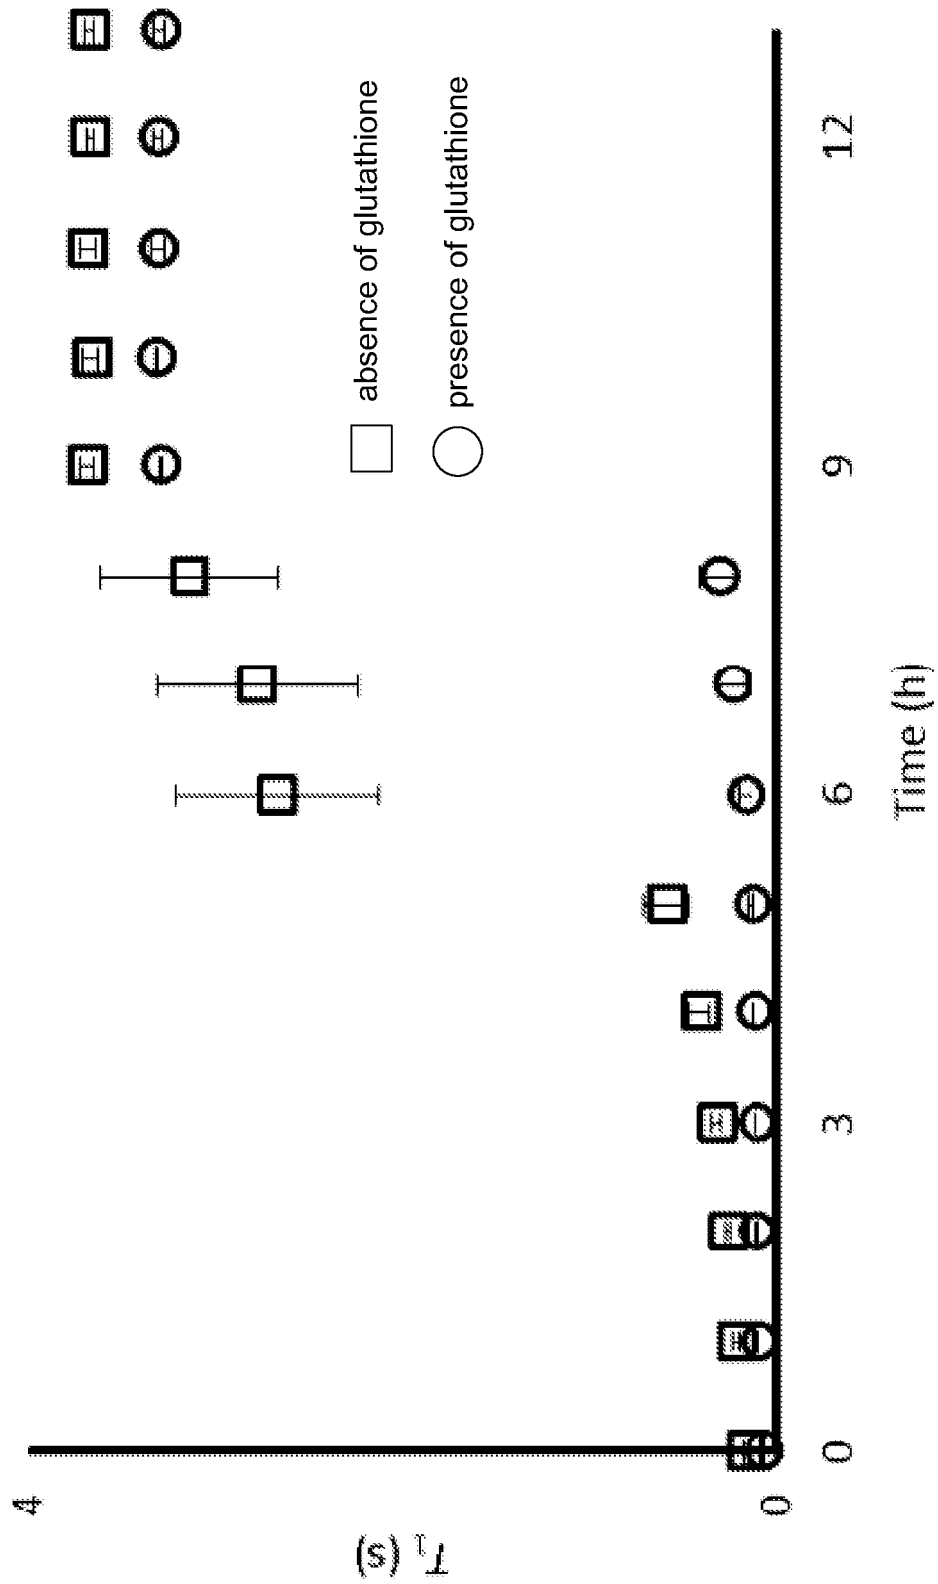 4
0
T₁ (s)
0
3
6
9
12
Time (h)
absence of glutathione
presence of glutathione